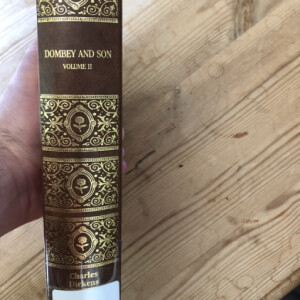 DOMBEY AND SON
VOLUME II
Charles
Dickens